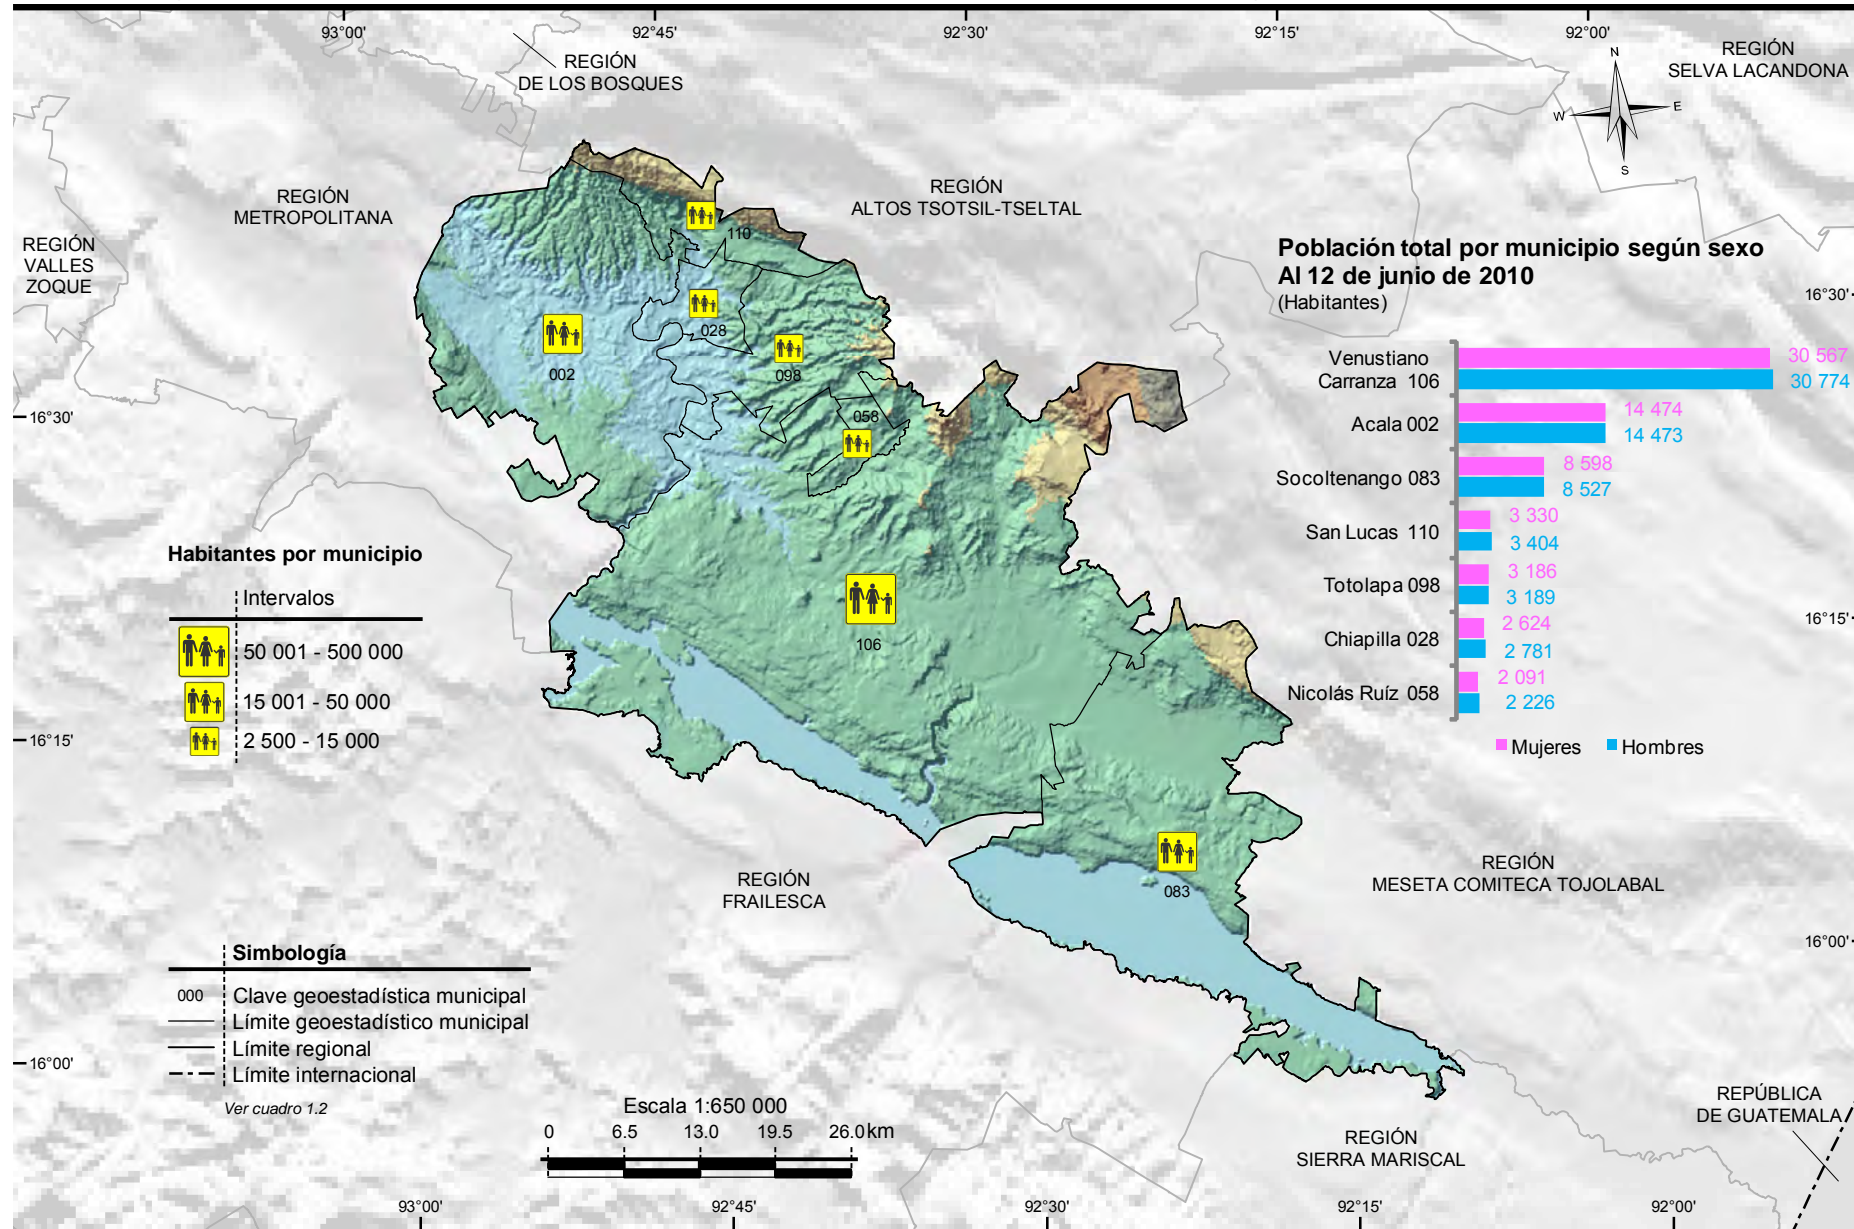 93°00'
92°45'
92°30'
92°15'
92°00'
REGIÓN
DE LOS BOSQUES
REGIÓN
SELVA LACANDONA
N
E
W
S
REGIÓN
METROPOLITANA
REGIÓN
ALTOS TSOTSIL-TSELTAL
REGIÓN
VALLES
ZOQUE
110
028
002
098
058
106
083
16°30'
16°15'
16°00'
16°30'
16°15'
16°00'
Población total por municipio según sexo
Al 12 de junio de 2010
(Habitantes)
Venustiano
Carranza 106
30 567
30 774
Acala 002
14 474
14 473
Socoltenango 083
8 598
8 527
San Lucas 110
3 330
3 404
Totolapa 098
3 186
3 189
Chiapilla 028
2 624
2 781
Nicolás Ruíz 058
2 091
2 226
Mujeres
Hombres
Habitantes por municipio
Intervalos
50 001 - 500 000
15 001 - 50 000
2 500 - 15 000
REGIÓN
FRAILESCA
REGIÓN
MESETA COMITECA TOJOLABAL
Simbología
000 Clave geoestadística municipal
Límite geoestadístico municipal
Límite regional
Límite internacional
Ver cuadro 1.2
Escala 1:650 000
0 6.5 13.0 19.5 26.0 km
REGIÓN
SIERRA MARISCAL
REPÚBLICA
DE GUATEMALA
93°00'
92°45'
92°30'
92°15'
92°00'